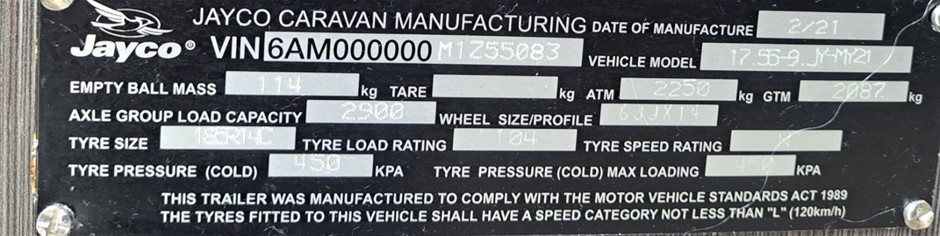 JAYCO CARAVAN MANUFACTURING DATE OF MANUFACTURE 2/21
Jayco® VIN 6AM000000M1Z55083 VEHICLE MODEL 17.55-9.JY-MY21
EMPTY BALL MASS 114 kg TARE kg ATM 2250 kg GTM 2087 kg
AXLE GROUP LOAD CAPACITY 2900 WHEEL SIZE/PROFILE
TYRE SIZE 185R14C TYRE LOAD RATING 104 TYRE SPEED RATING
TYRE PRESSURE (COLD) 450 KPA TYRE PRESSURE (COLD) MAX LOADING 450 KPA
THIS TRAILER WAS MANUFACTURED TO COMPLY WITH THE MOTOR VEHICLE STANDARDS ACT 1989
THE TYRES FITTED TO THIS VEHICLE SHALL HAVE A SPEED CATEGORY NOT LESS THAN "L" (120km/h)